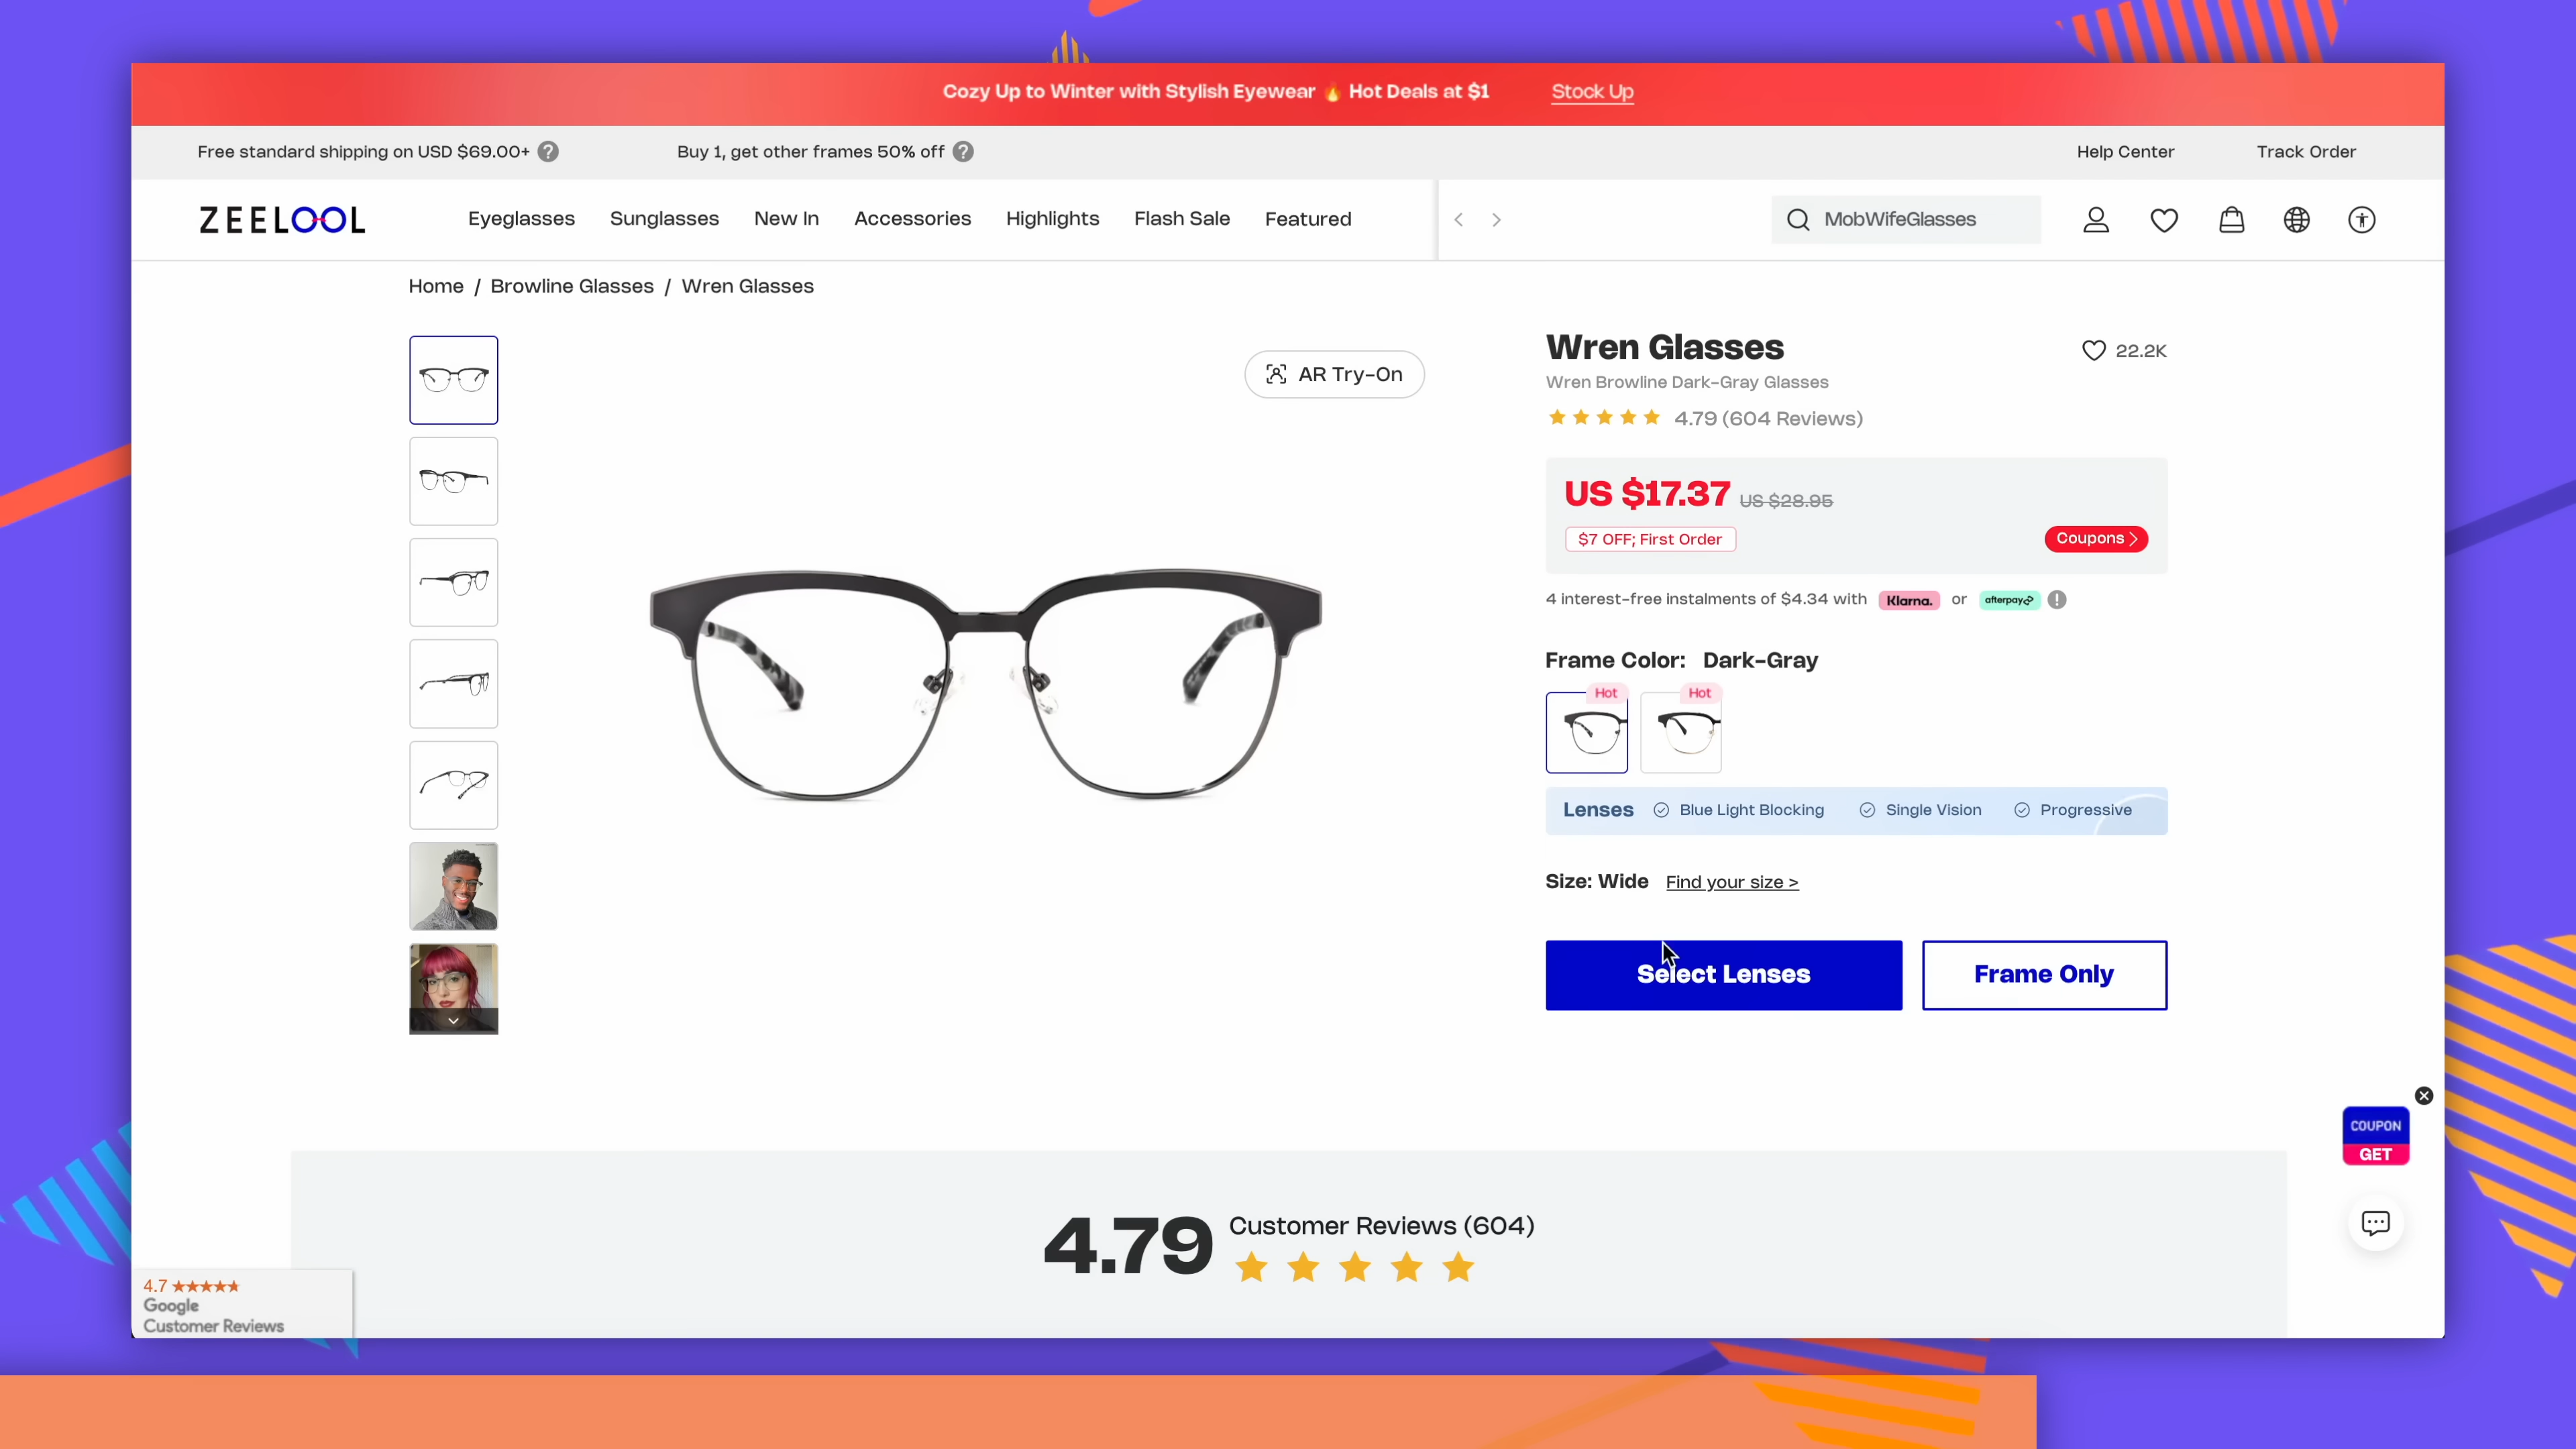 Cozy Up to Winter with Stylish Eyewear 🔥 Hot Deals at $1 Stock Up
Free standard shipping on USD $69.00+ ? Buy 1, get other frames 50% off ? Help Center Track Order
ZEELOOL Eyeglasses Sunglasses New In Accessories Highlights Flash Sale Featured < > MobWifeGlasses
Home / Browline Glasses / Wren Glasses
AR Try-On
Wren Glasses
22.2K
Wren Browline Dark-Gray Glasses
4.79 (604 Reviews)
US $17.37 US $28.95
$7 OFF; First Order
Coupons >
4 interest-free instalments of $4.34 with Klarna. or afterpay !
Frame Color: Dark-Gray
Hot Hot
Lenses Blue Light Blocking Single Vision Progressive
Size: Wide Find your size >
Select Lenses Frame Only
COUPON
GET
4.79 Customer Reviews (604)
4.7 ★★★★★
Google
Customer Reviews